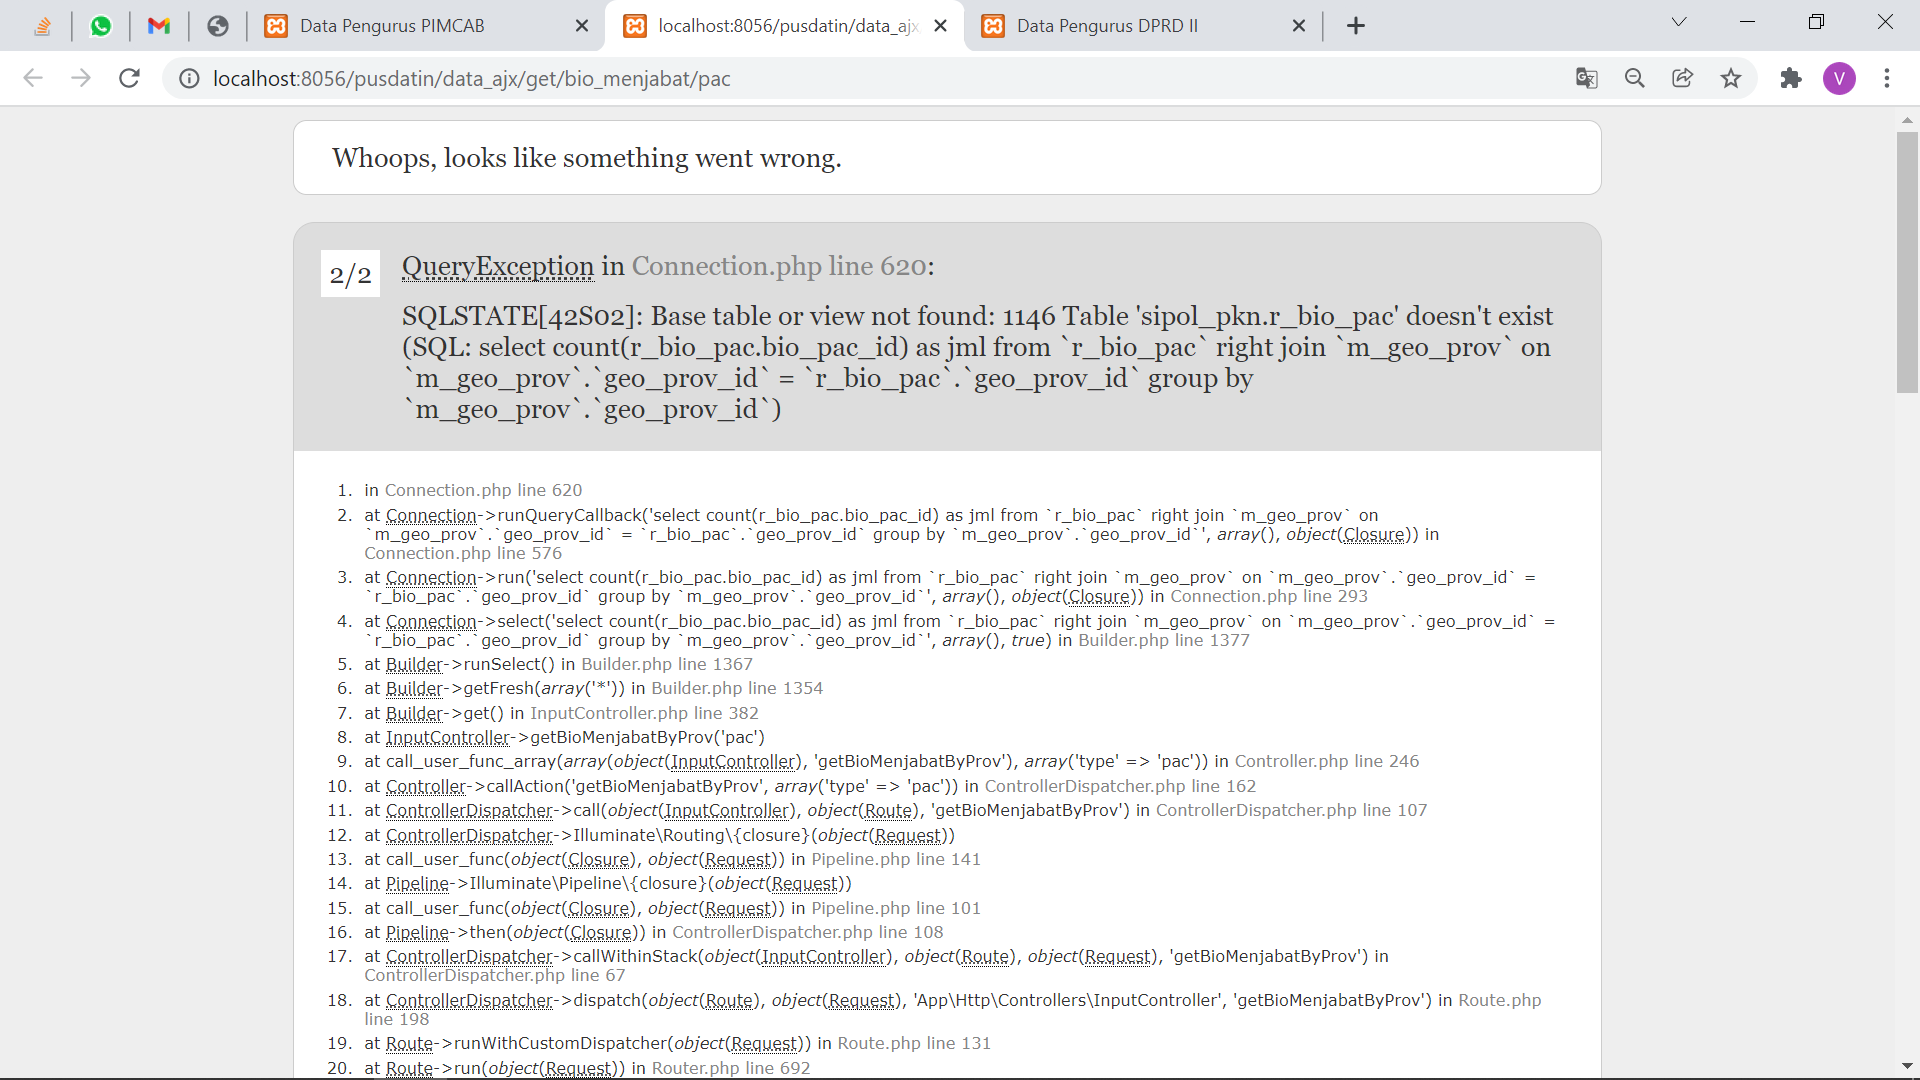 Data Pengurus PIMCAB
localhost:8056/pusdatin/data_ajx
Data Pengurus DPRD II
localhost:8056/pusdatin/data_ajx/get/bio_menjabat/pac
V
Whoops, looks like something went wrong.
2/2
QueryException in Connection.php line 620:
SQLSTATE[42S02]: Base table or view not found: 1146 Table 'sipol_pkn.r_bio_pac' doesn't exist
(SQL: select count(r_bio_pac.bio_pac_id) as jml from `r_bio_pac` right join `m_geo_prov` on
`m_geo_prov`.`geo_prov_id` = `r_bio_pac`.`geo_prov_id` group by
`m_geo_prov`.`geo_prov_id`)
1. in Connection.php line 620
2. at Connection->runQueryCallback('select count(r_bio_pac.bio_pac_id) as jml from `r_bio_pac` right join `m_geo_prov` on
`m_geo_prov`.`geo_prov_id` = `r_bio_pac`.`geo_prov_id` group by `m_geo_prov`.`geo_prov_id`', array(), object(Closure)) in
Connection.php line 576
3. at Connection->run('select count(r_bio_pac.bio_pac_id) as jml from `r_bio_pac` right join `m_geo_prov` on `m_geo_prov`.`geo_prov_id` =
`r_bio_pac`.`geo_prov_id` group by `m_geo_prov`.`geo_prov_id`', array(), object(Closure)) in Connection.php line 293
4. at Connection->select('select count(r_bio_pac.bio_pac_id) as jml from `r_bio_pac` right join `m_geo_prov` on `m_geo_prov`.`geo_prov_id` =
`r_bio_pac`.`geo_prov_id` group by `m_geo_prov`.`geo_prov_id`', array(), true) in Builder.php line 1377
5. at Builder->runSelect() in Builder.php line 1367
6. at Builder->getFresh(array('*')) in Builder.php line 1354
7. at Builder->get() in InputController.php line 382
8. at InputController->getBioMenjabatByProv('pac')
9. at call_user_func_array(array(object(InputController), 'getBioMenjabatByProv'), array('type' => 'pac')) in Controller.php line 246
10. at Controller->callAction('getBioMenjabatByProv', array('type' => 'pac')) in ControllerDispatcher.php line 162
11. at ControllerDispatcher->call(object(InputController), object(Route), 'getBioMenjabatByProv') in ControllerDispatcher.php line 107
12. at ControllerDispatcher->Illuminate\Routing\{closure}(object(Request))
13. at call_user_func(object(Closure), object(Request)) in Pipeline.php line 141
14. at Pipeline->Illuminate\Pipeline\{closure}(object(Request))
15. at call_user_func(object(Closure), object(Request)) in Pipeline.php line 101
16. at Pipeline->then(object(Closure)) in ControllerDispatcher.php line 108
17. at ControllerDispatcher->callWithinStack(object(InputController), object(Route), object(Request), 'getBioMenjabatByProv') in
ControllerDispatcher.php line 67
18. at ControllerDispatcher->dispatch(object(Route), object(Request), 'App\Http\Controllers\InputController', 'getBioMenjabatByProv') in Route.php
line 198
19. at Route->runWithCustomDispatcher(object(Request)) in Route.php line 131
20. at Route->run(object(Request)) in Router.php line 692